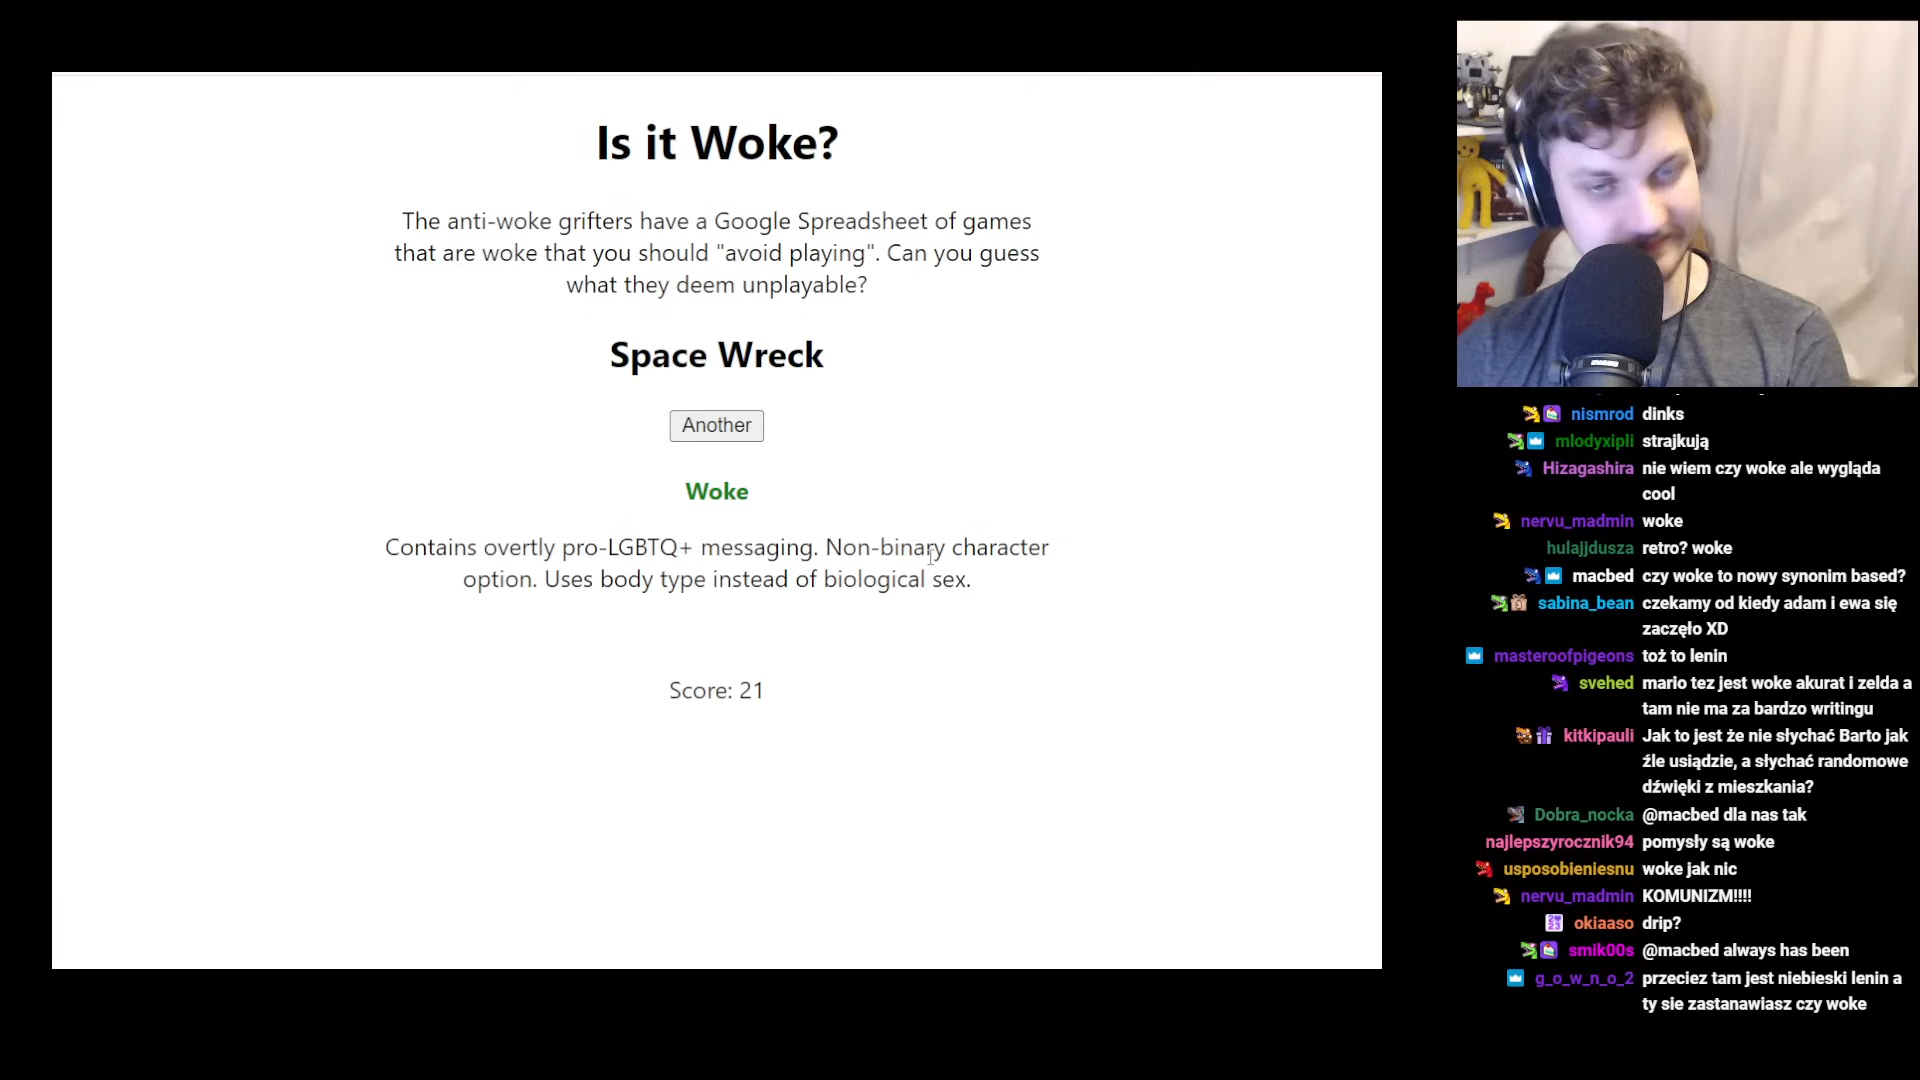 Is it Woke?
The anti-woke grifters have a Google Spreadsheet of games
that are woke that you should "avoid playing". Can you guess
what they deem unplayable?
Space Wreck
Another
Woke
Contains overtly pro-LGBTQ+ messaging. Non-binary character
option. Uses body type instead of biological sex.
Score: 21
nismrod dinks
mlodyxipli strajkują
Hizagashira nie wiem czy woke ale wygląda
cool
nervu_madmin woke
hulajjdusza retro? woke
macbed czy woke to nowy synonim based?
sabina_bean czekamy od kiedy adam i ewa się
zaczęło XD
masteroofpigeons toż to lenin
svehed mario tez jest woke akurat i zelda a
tam nie ma za bardzo writingu
kitkipauli Jak to jest że nie słychać Barto jak
źle usiądzie, a słychać randomowe
dźwięki z mieszkania?
Dobra_nocka @macbed dla nas tak
najlepszyrocznik94 pomysły są woke
usposobieniesnu woke jak nic
nervu_madmin KOMUNIZM!!!!
okiaaso drip?
smik00s @macbed always has been
g_o_w_n_o_2 przeciez tam jest niebieski lenin a
ty sie zastanawiasz czy woke